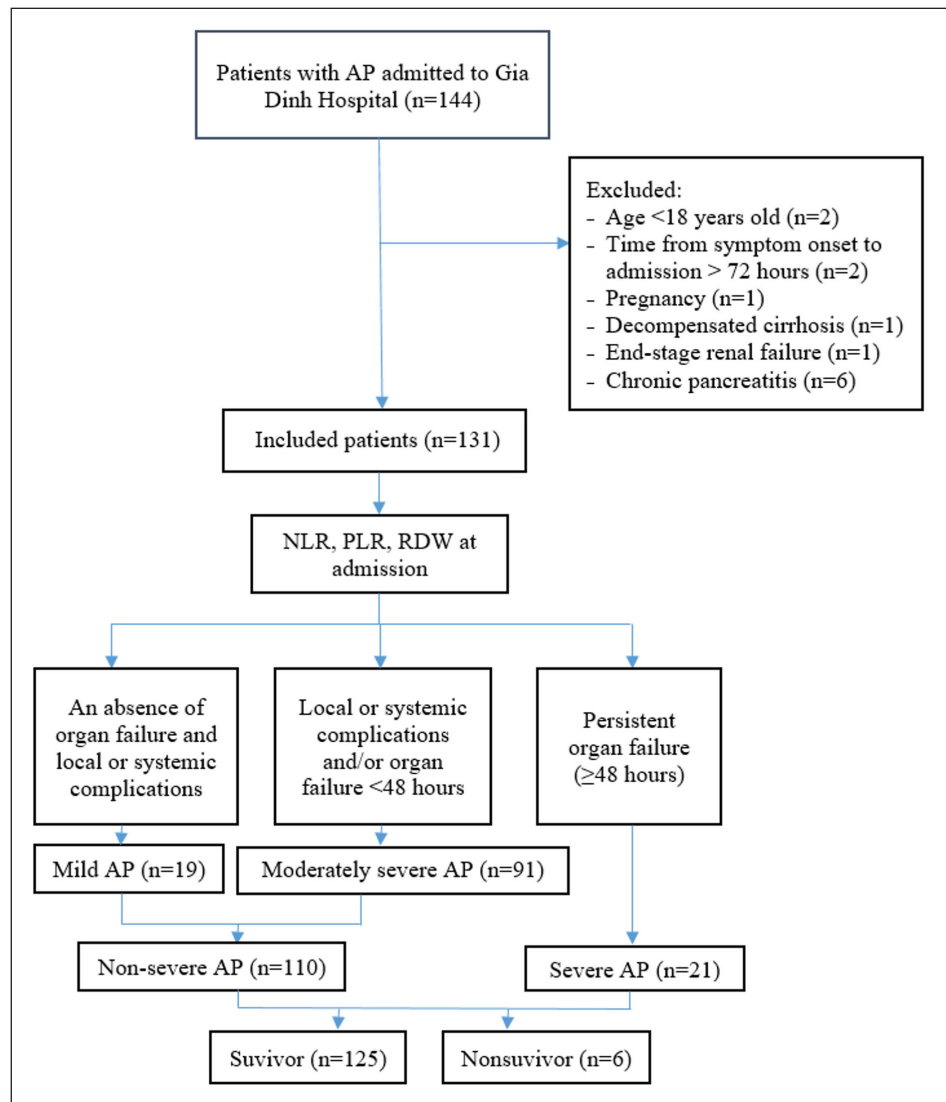 Patients with AP admitted to Gia
Dinh Hospital (n=144)
Excluded:
- Age <18 years old (n=2)
- Time from symptom onset to
admission > 72 hours (n=2)
- Pregnancy (n=1)
- Decompensated cirrhosis (n=1)
- End-stage renal failure (n=1)
- Chronic pancreatitis (n=6)
Included patients (n=131)
NLR, PLR, RDW at
admission
An absence of
organ failure and
local or systemic
complications
Local or systemic
complications
and/or organ
failure <48 hours
Persistent
organ failure
(≥48 hours)
Mild AP (n=19)
Moderately severe AP (n=91)
Non-severe AP (n=110)
Severe AP (n=21)
Suvivor (n=125)
Nonsuvivor (n=6)